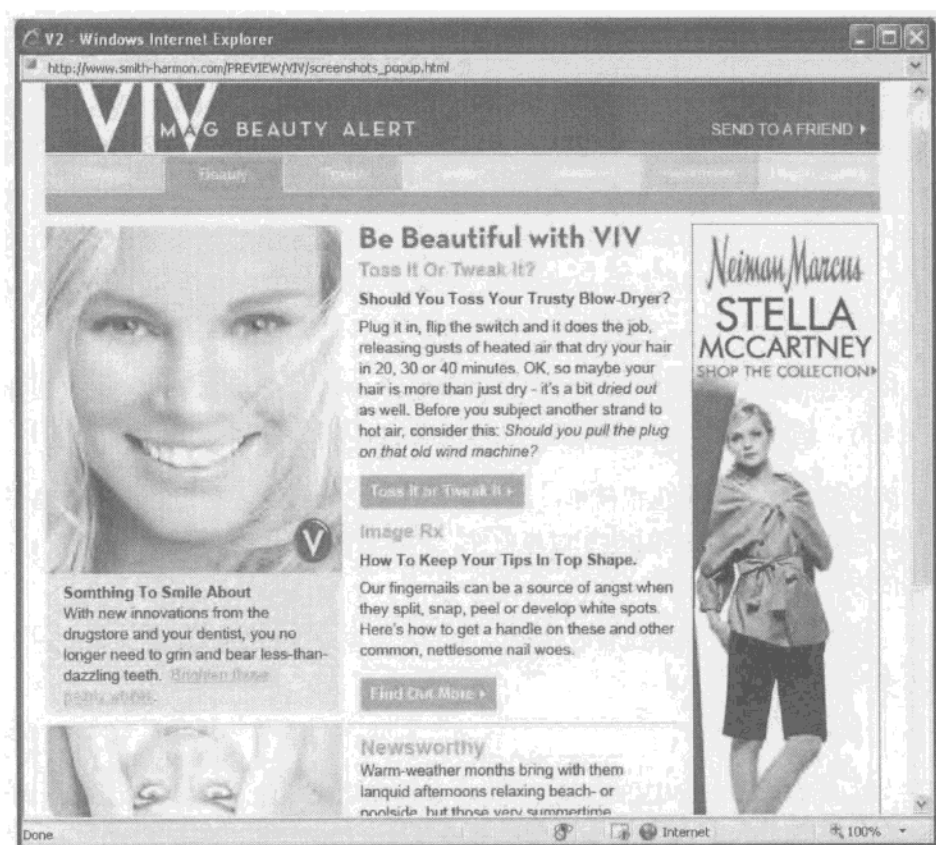 V2 - Windows Internet Explorer
http://www.smith-harmon.com/PREVIEW/VIV/screenshots_popup.html
VIV
MAG BEAUTY ALERT
SEND TO A FRIEND
Beauty
Be Beautiful with VIV
Toss It Or Tweak It?
Should You Toss Your Trusty Blow-Dryer?
Plug it in, flip the switch and it does the job,
releasing gusts of heated air that dry your hair
in 20, 30 or 40 minutes. OK, so maybe your
hair is more than just dry - it's a bit dried out
as well. Before you subject another strand to
hot air, consider this: Should you pull the plug
on that old wind machine?
Toss It or Tweak It
Image Rx
How To Keep Your Tips In Top Shape.
Our fingernails can be a source of angst when
they split, snap, peel or develop white spots.
Here's how to get a handle on these and other
common, nettlesome nail woes.
Find Out More
Newsworthy
Warm-weather months bring with them
lanquid afternoons relaxing beach- or
poolside, but those very summertime
V
Somthing To Smile About
With new innovations from the
drugstore and your dentist, you no
longer need to grin and bear less-than-
dazzling teeth. Brighten those
pearly whites.
Neiman Marcus
STELLA
MCCARTNEY
SHOP THE COLLECTION
Done
Internet
100%